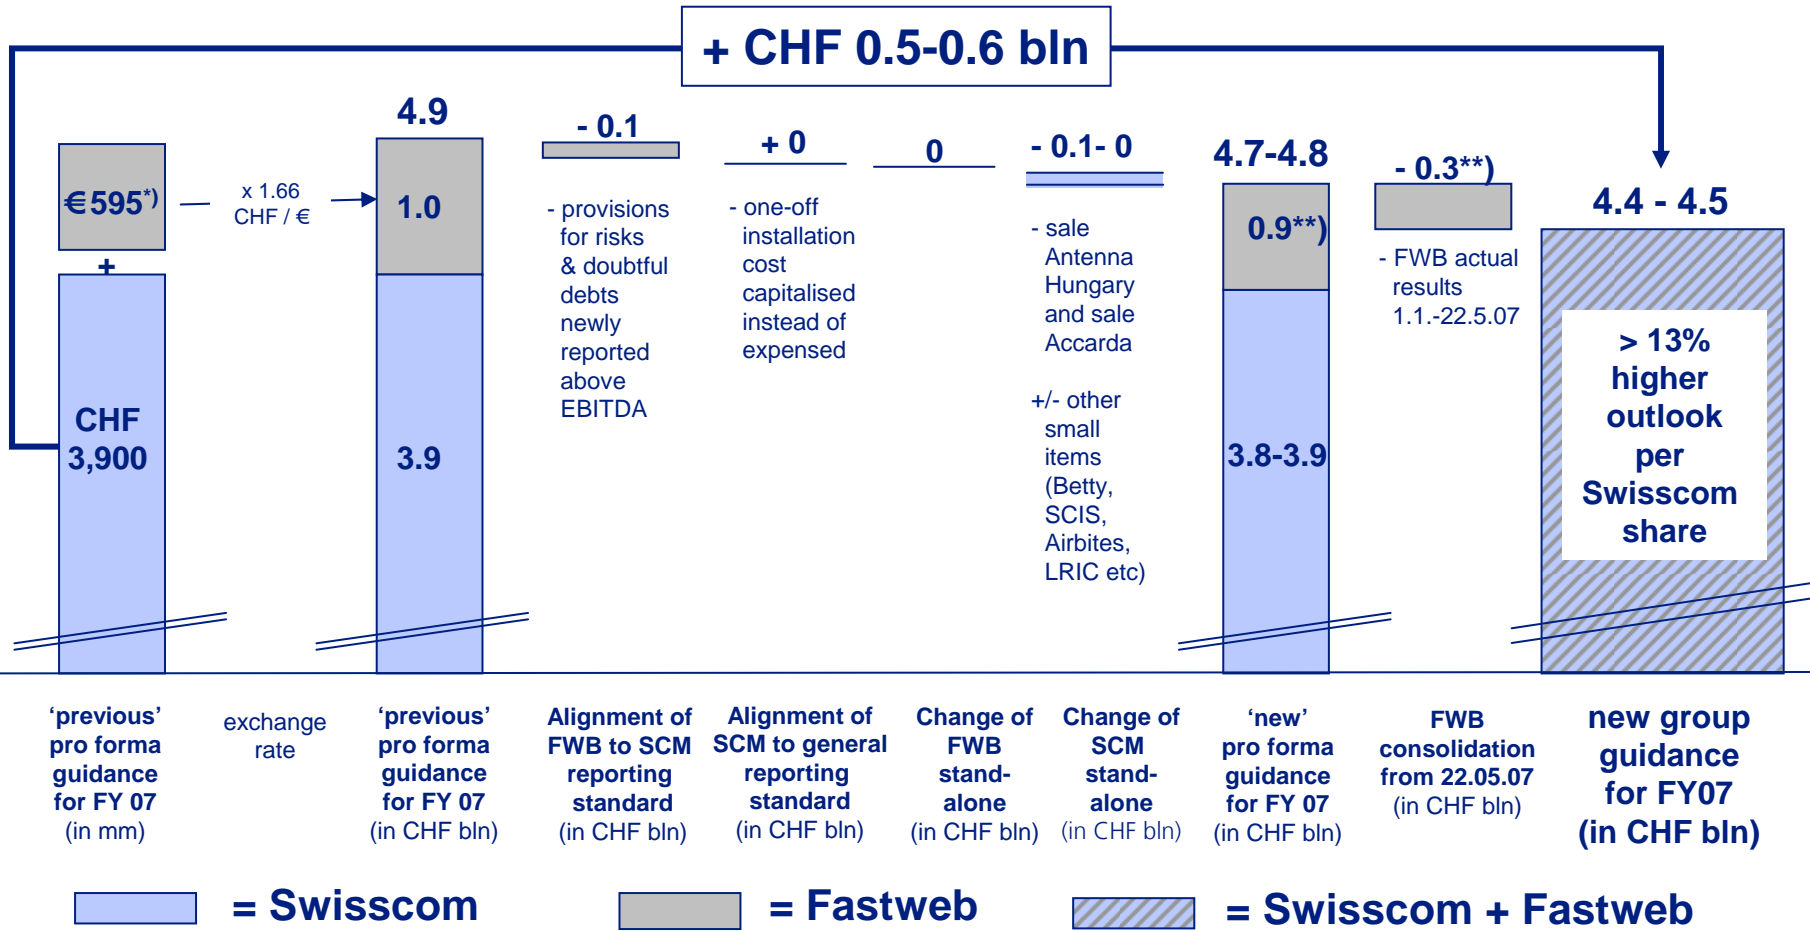 + CHF 0.5-0.6 bln
€595*)
+
CHF
3,900
x 1.66
CHF / €
4.9
1.0
3.9
- 0.1
- provisions
for risks
& doubtful
debts
newly
reported
above
EBITDA
+ 0
- one-off
installation
cost
capitalised
instead of
expensed
0
- 0.1- 0
- sale
Antenna
Hungary
and sale
Accarda
+/- other
small
items
(Betty,
SCIS,
Airbites,
LRIC etc)
4.7-4.8
0.9**)
3.8-3.9
- 0.3**)
- FWB actual
results
1.1.-22.5.07
4.4 - 4.5
> 13%
higher
outlook
per
Swisscom
share
‘previous’
pro forma
guidance
for FY 07
(in mm)
exchange
rate
‘previous’
pro forma
guidance
for FY 07
(in CHF bln)
Alignment of
FWB to SCM
reporting
standard
(in CHF bln)
Alignment of
SCM to general
reporting
standard
(in CHF bln)
Change of
FWB
stand-
alone
(in CHF bln)
Change of
SCM
stand-
alone
(in CHF bln)
‘new’
pro forma
guidance
for FY 07
(in CHF bln)
FWB
consolidation
from 22.05.07
(in CHF bln)
new group
guidance
for FY07
(in CHF bln)
= Swisscom
= Fastweb
= Swisscom + Fastweb